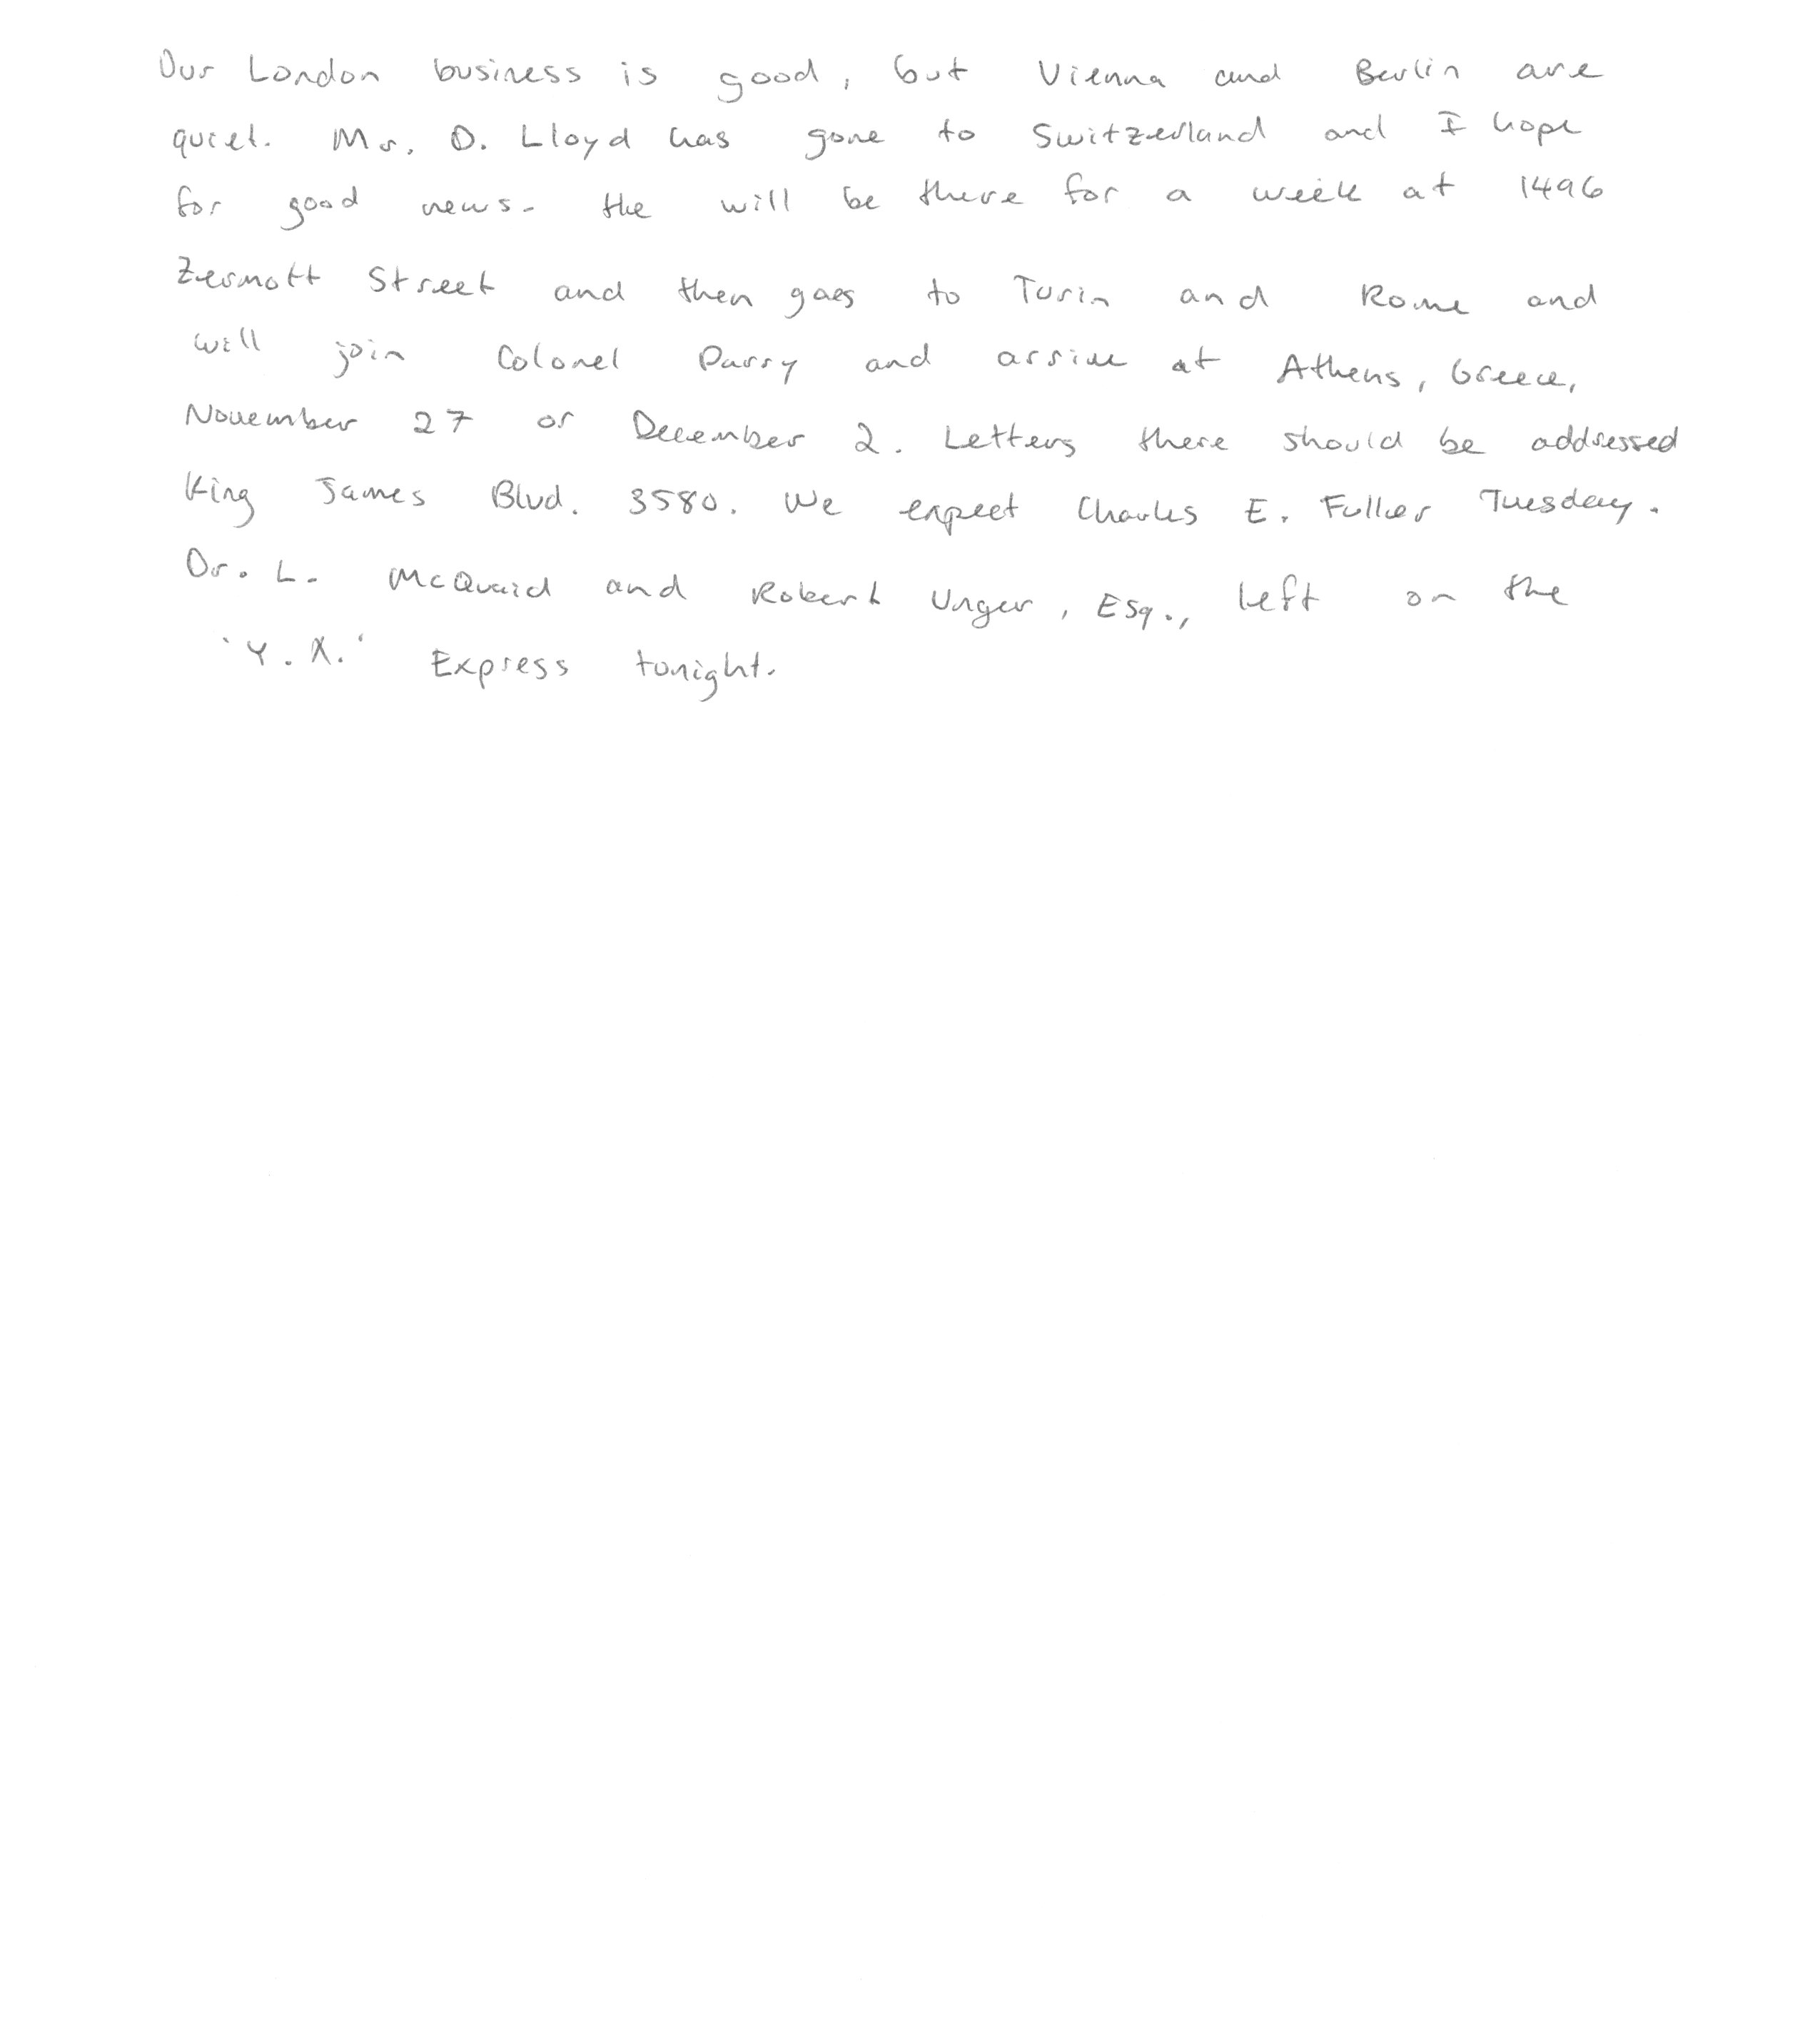 Our London business is good, but Vienna and Berlin are
quiet. Mr. D. Lloyd has gone to Switzerland and I hope
for good news. He will be there for a week at 1496
Zermott Street and then goes to Turin and Rome and
will join Colonel Parry and arrive at Athens, Greece,
November 27 or December 2. Letters there should be addressed
King James Blvd. 3580. We expect Charles E. Fuller Tuesday.
Dr. L. McQuaid and Robert Unger, Esq., left on the
'Y. X.' Express tonight.